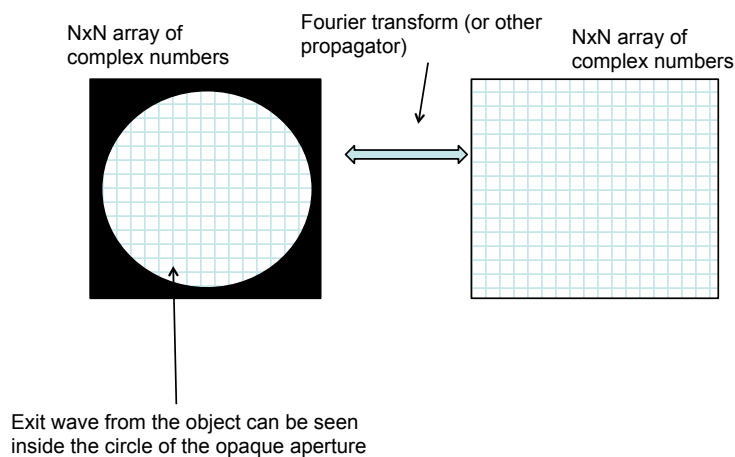 NxN array of
complex numbers
Fourier transform (or other
propagator)
NxN array of
complex numbers
Exit wave from the object can be seen
inside the circle of the opaque aperture